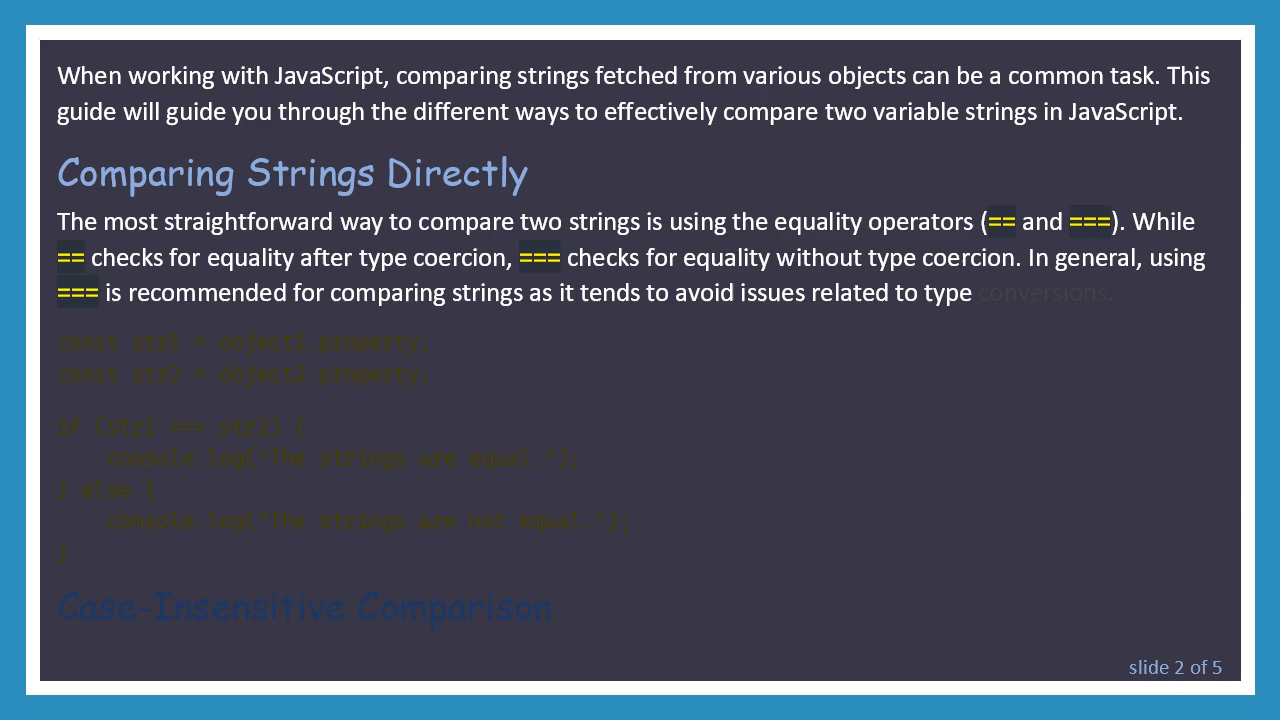 When working with JavaScript, comparing strings fetched from various objects can be a common task. This
guide will guide you through the different ways to effectively compare two variable strings in JavaScript.
Comparing Strings Directly
The most straightforward way to compare two strings is using the equality operators (== and ===). While
== checks for equality after type coercion, === checks for equality without type coercion. In general, using
=== is recommended for comparing strings as it tends to avoid issues related to type conversions.
const str1 = object1.property;
const str2 = object2.property;
if (str1 === str2) {
    console.log("The strings are equal.");
} else {
    console.log("The strings are not equal.");
}
Case-Insensitive Comparison
slide 2 of 5